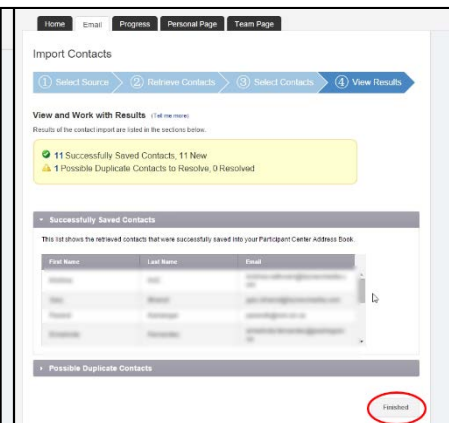 Home Email Progress Personal Page Team Page
Import Contacts
1 Select Source 2 Retrieve Contacts 3 Select Contacts 4 View Results
View and Work with Results (Tell me more)
Results of the contact import are listed in the sections below.
11 Successfully Saved Contacts, 11 New
1 Possible Duplicate Contacts to Resolve, 0 Resolved
Successfully Saved Contacts
This list shows the retrieved contacts that were successfully saved into your Participant Center Address Book.
First Name Last Name Email
Possible Duplicate Contacts
Finished